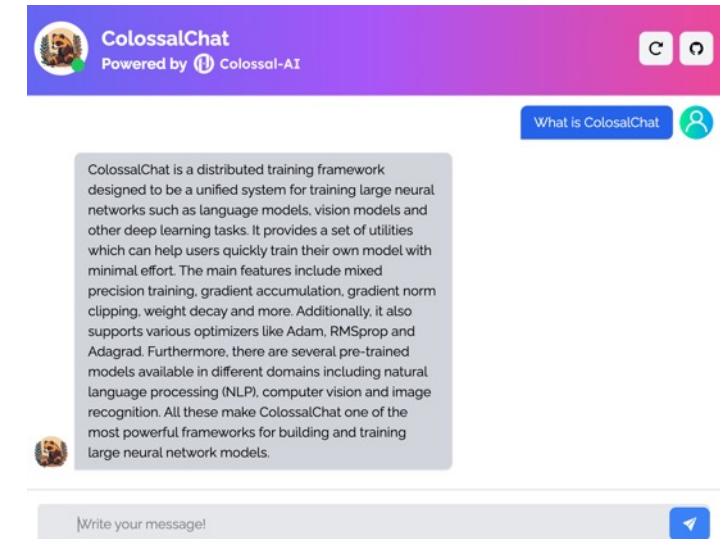 ColossalChat
Powered by Colossal-AI
What is ColosalChat
ColossalChat is a distributed training framework
designed to be a unified system for training large neural
networks such as language models, vision models and
other deep learning tasks. It provides a set of utilities
which can help users quickly train their own model with
minimal effort. The main features include mixed
precision training, gradient accumulation, gradient norm
clipping, weight decay and more. Additionally, it also
supports various optimizers like Adam, RMSprop and
Adagrad. Furthermore, there are several pre-trained
models available in different domains including natural
language processing (NLP), computer vision and image
recognition. All these make ColossalChat one of the
most powerful frameworks for building and training
large neural network models.
Write your message!